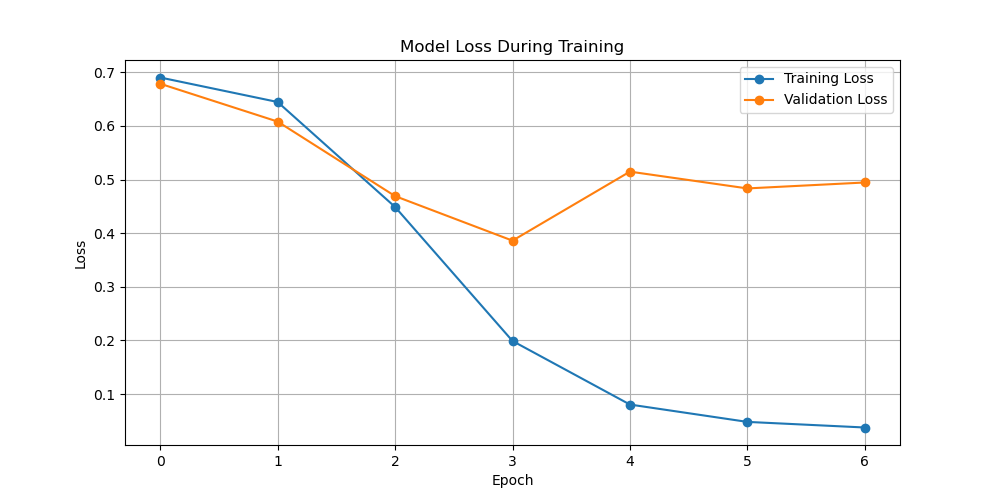 Model Loss During Training
Training Loss
Validation Loss
0.7
0.6
0.5
0.4
0.3
0.2
0.1
Loss
0 1 2 3 4 5 6
Epoch